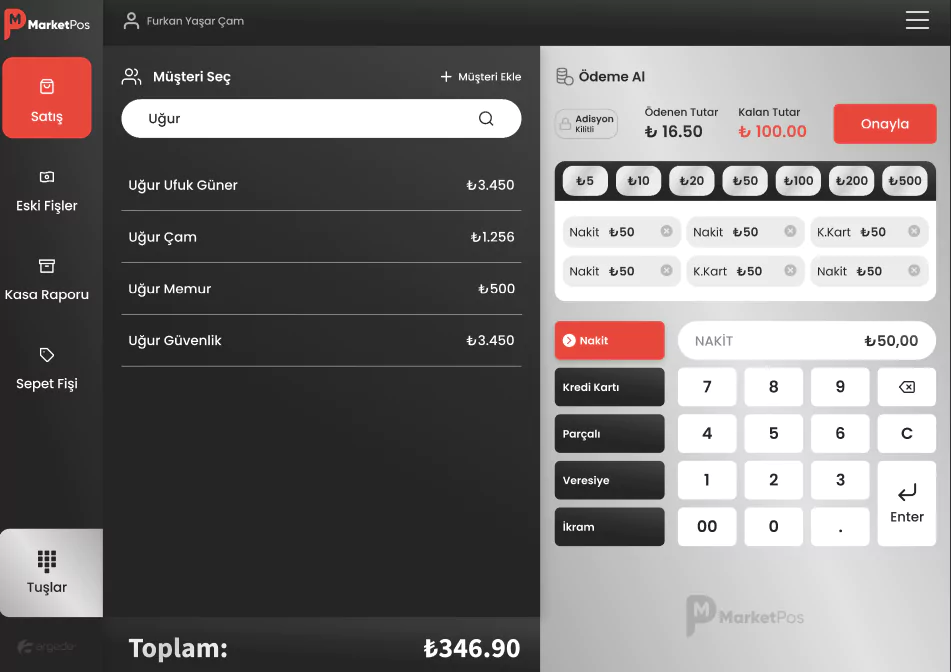 MarketPos
Furkan Yaşar Çam
Satış
Eski Fişler
Kasa Raporu
Sepet Fişi
Tuşlar
ergedir
Müşteri Seç
Müşteri Ekle
Uğur
Uğur Ufuk Güner ₺3.450
Uğur Çam ₺1.256
Uğur Memur ₺500
Uğur Güvenlik ₺3.450
Toplam: ₺346.90
Ödeme Al
Adisyon
Kilitli
Ödenen Tutar
₺ 16.50
Kalan Tutar
₺ 100.00
Onayla
₺5 ₺10 ₺20 ₺50 ₺100 ₺200 ₺500
Nakit ₺50 Nakit ₺50 K.Kart ₺50
Nakit ₺50 K.Kart ₺50 Nakit ₺50
Nakit NAKİT ₺50,00
Kredi Kartı 7 8 9
Parçalı 4 5 6 C
Veresiye 1 2 3 Enter
İkram 00 0 .
MarketPos